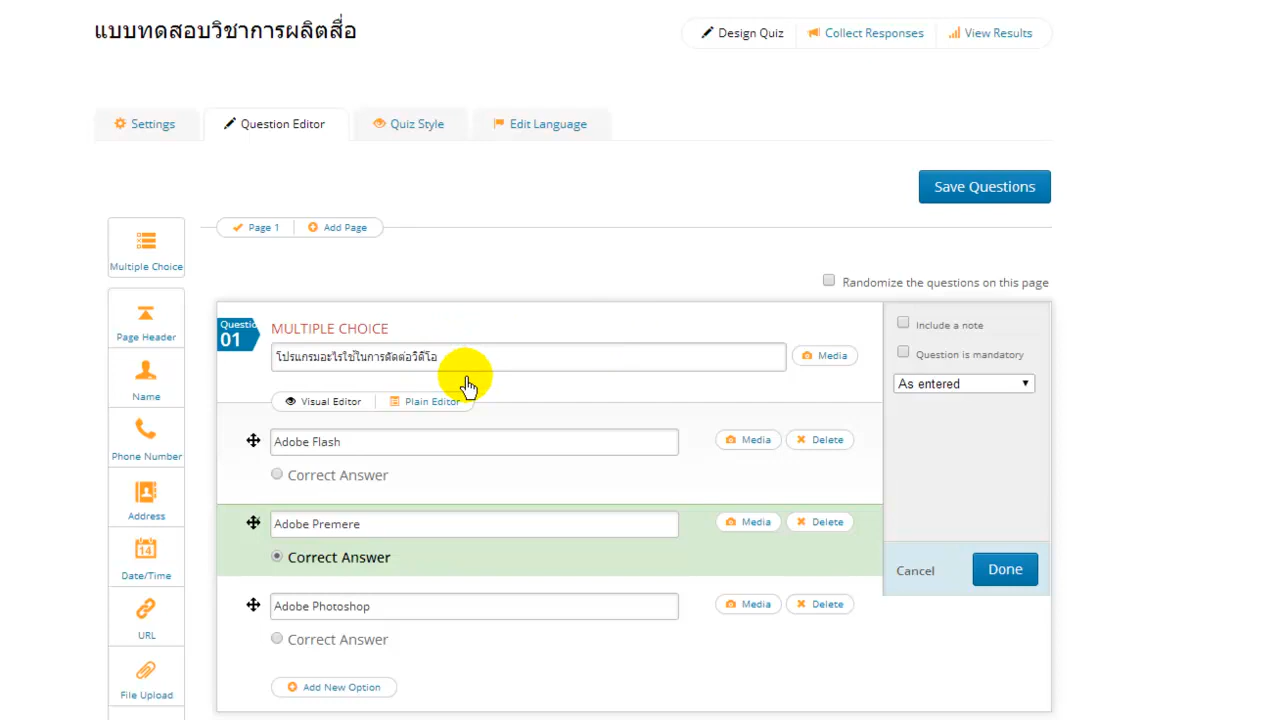 แบบทดสอบวิชาการผลิตสื่อ
Design Quiz
Collect Responses
View Results
Settings
Question Editor
Quiz Style
Edit Language
Save Questions
Page 1
Add Page
Multiple Choice
Randomize the questions on this page
Page Header
Name
Phone Number
Address
14
Date/Time
URL
File Upload
Questio
01
MULTIPLE CHOICE
โปรแกรมอะไรใช้ในการตัดต่อวิดีโอ
Media
Visual Editor
Plain Editor
Adobe Flash
Media
Delete
Correct Answer
Adobe Premere
Media
Delete
Correct Answer
Adobe Photoshop
Media
Delete
Correct Answer
Add New Option
Include a note
Question is mandatory
As entered
Cancel
Done